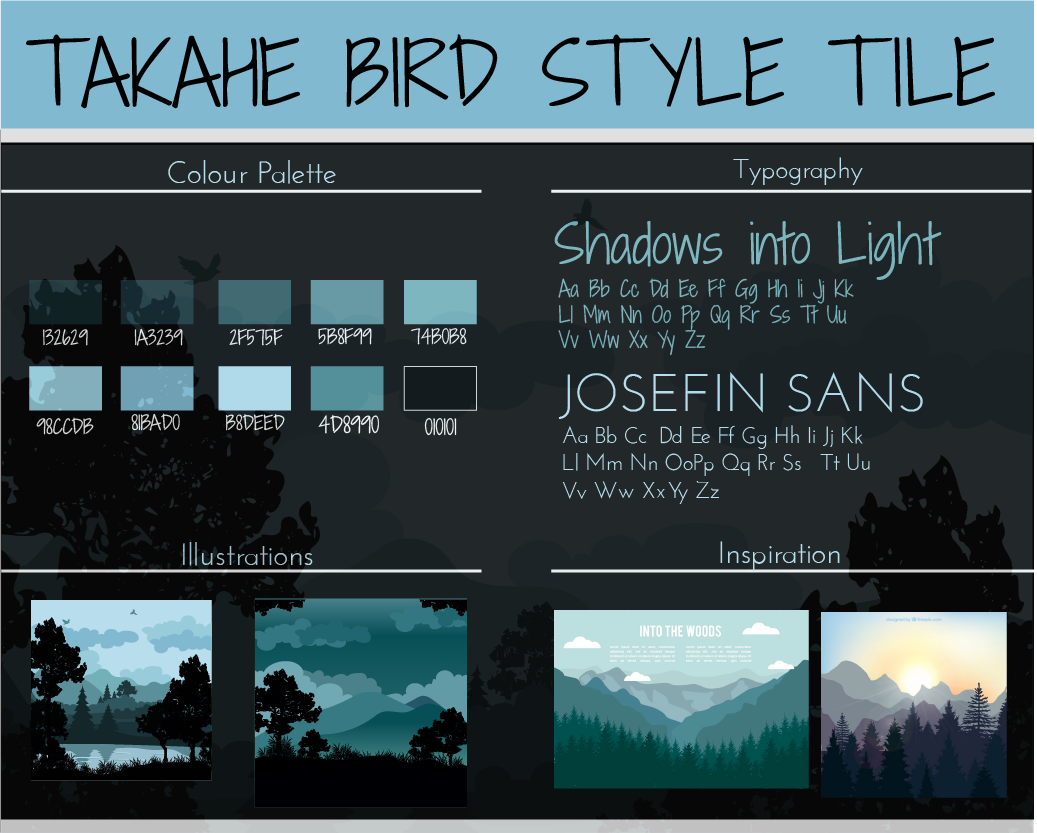 TAKAHE BIRD STYLE TILE
Colour Palette
132629 1A3239 2F575F 5B8F99 74B0B8
98CCDB 81BAD0 B8DEED 4D8990 010101
Typography
Shadows into Light
Aa Bb Cc Dd Ee Ff Gg Hh Ii Jj Kk
Ll Mm Nn Oo Pp Qq Rr Ss Tt Uu
Vv Ww Xx Yy Zz
JOSEFIN SANS
Aa Bb Cc Dd Ee Ff Gg Hh Ii Jj Kk
Ll Mm Nn OoPp Qq Rr Ss Tt Uu
Vv Ww XxYy Zz
Illustrations
Inspiration
INTO THE WOODS
designed by freepik.com